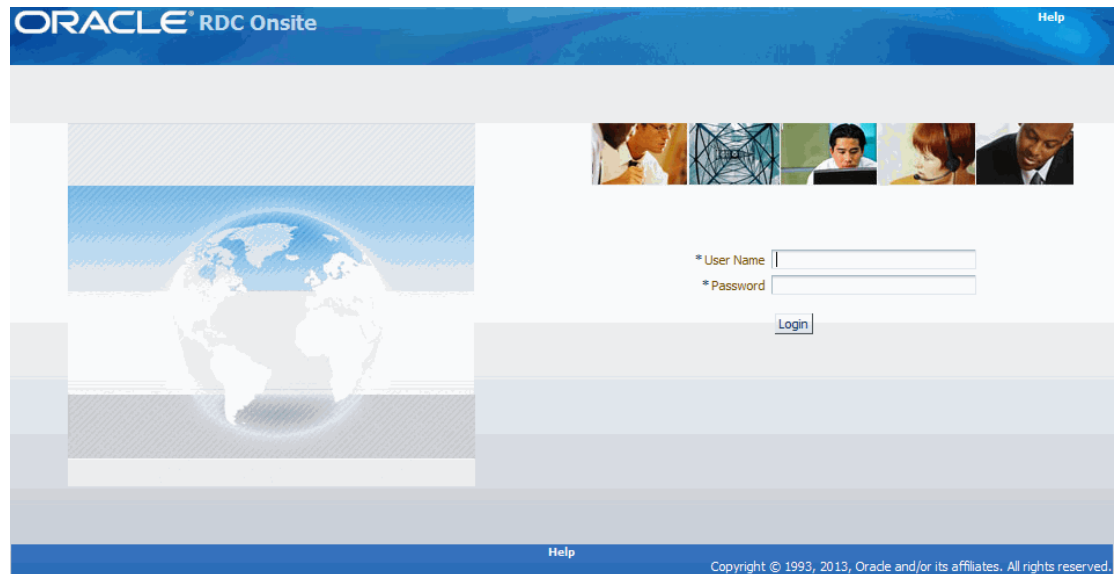 ORACLE® RDC Onsite
Help
* User Name
* Password
Login
Help
Copyright © 1993, 2013, Oracle and/or its affiliates. All rights reserved.